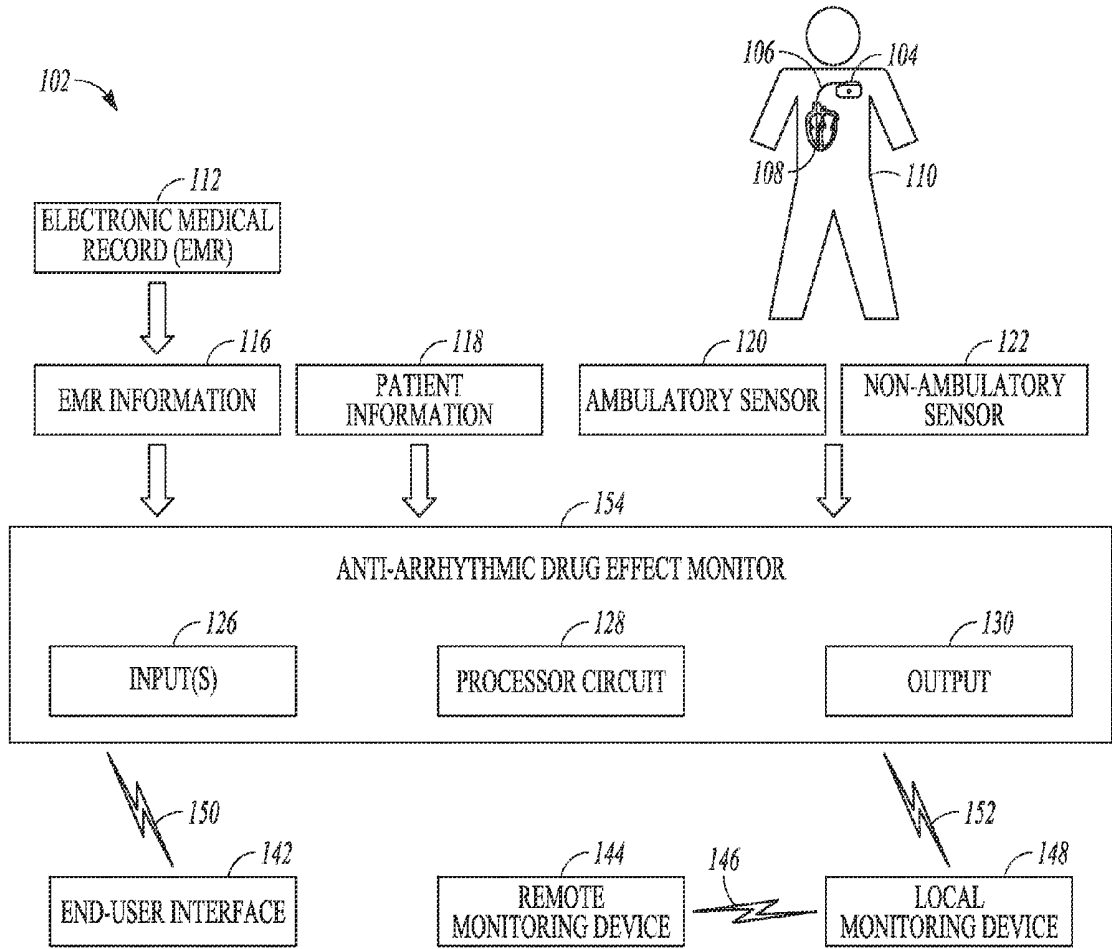 106
104
102
108
110
112
ELECTRONIC MEDICAL
RECORD (EMR)
116
118
120
122
EMR INFORMATION
PATIENT
INFORMATION
AMBULATORY SENSOR
NON-AMBULATORY
SENSOR
154
ANTI-ARRHYTHMIC DRUG EFFECT MONITOR
126
128
130
INPUT(S)
PROCESSOR CIRCUIT
OUTPUT
150
152
142
144
146
148
END-USER INTERFACE
REMOTE
MONITORING DEVICE
LOCAL
MONITORING DEVICE